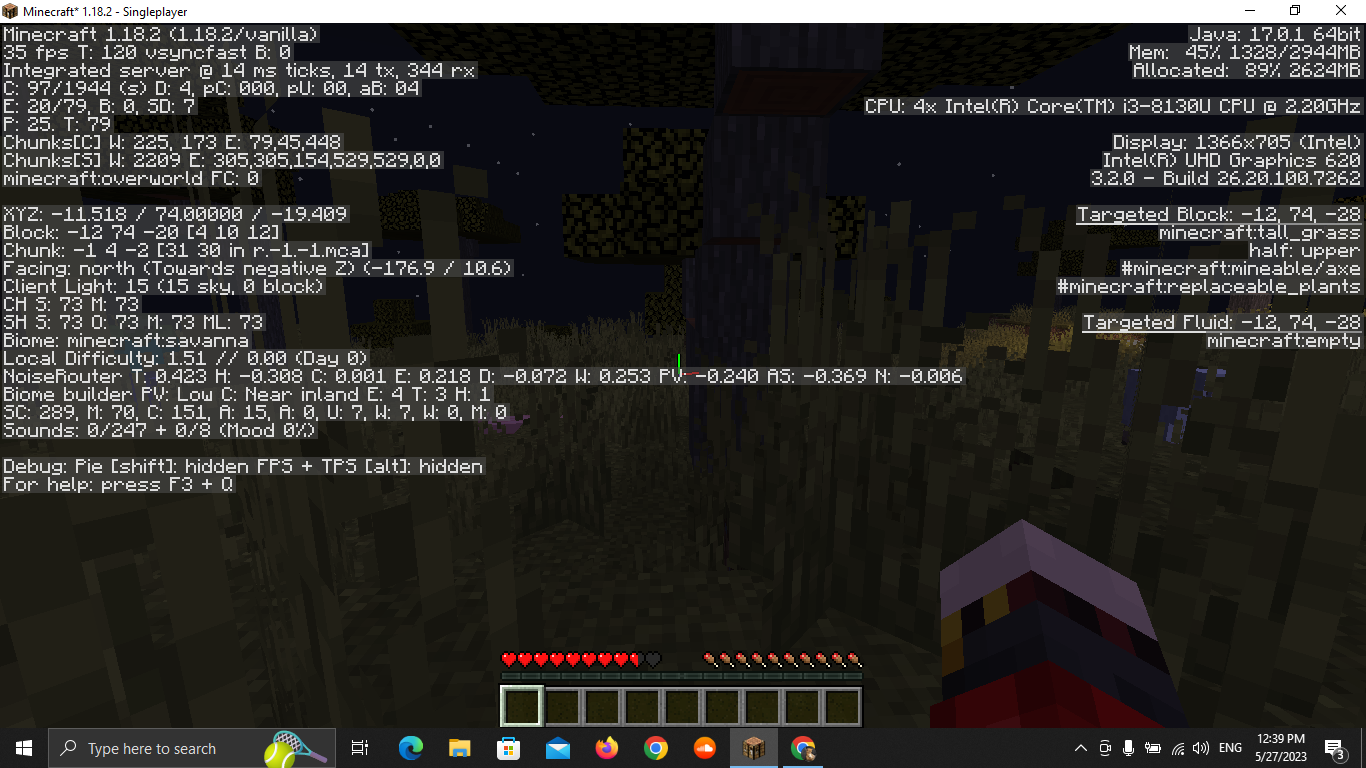 Minecraft* 1.18.2 - Singleplayer
Minecraft 1.18.2 (1.18.2/vanilla)
35 fps T: 120 vsyncfast B: 0
Integrated server @ 14 ms ticks, 14 tx, 344 rx
C: 97/1944 (s) D: 4, pC: 000, pU: 00, aB: 04
E: 20/79, B: 0, SD: 7
P: 25. T: 79
Chunks[C] W: 225, 173 E: 79,45,448
Chunks[S] W: 2209 E: 305,305,154,529,529,0,0
minecraft:overworld FC: 0
XYZ: -11.518 / 74.00000 / -19.409
Block: -12 74 -20 [4 10 12]
Chunk: -1 4 -2 [31 30 in r.-1.-1.mca]
Facing: north (Towards negative Z) (-176.9 / 10.6)
Client Light: 15 (15 sky, 0 block)
CH S: 73 M: 73
SH S: 73 O: 73 M: 73 ML: 73
Biome: minecraft:savanna
Local Difficulty: 1.51 // 0.00 (Day 0)
NoiseRouter T: 0.423 H: -0.308 C: 0.001 E: 0.218 D: -0.072 W: 0.253 PV: -0.240 AS: -0.369 N: -0.006
Biome builder PV: Low C: Near inland E: 4 T: 3 H: 1
SC: 289, M: 70, C: 151, A: 15, A: 0, U: 7, W: 7, W: 0, M: 0
Sounds: 0/247 + 0/8 (Mood 0%)
Debug: Pie [shift]: hidden FPS + TPS [alt]: hidden
For help: press F3 + Q
Java: 17.0.1 64bit
Mem: 45% 1328/2944MB
Allocated: 89% 2624MB
CPU: 4x Intel(R) Core(TM) i3-8130U CPU @ 2.20GHz
Display: 1366x705 (Intel)
Intel(R) UHD Graphics 620
3.2.0 - Build 26.20.100.7262
Targeted Block: -12, 74, -28
minecraft:tall_grass
half: upper
#minecraft:mineable/axe
#minecraft:replaceable_plants
Targeted Fluid: -12, 74, -28
minecraft:empty
Type here to search
ENG
12:39 PM
5/27/2023
3